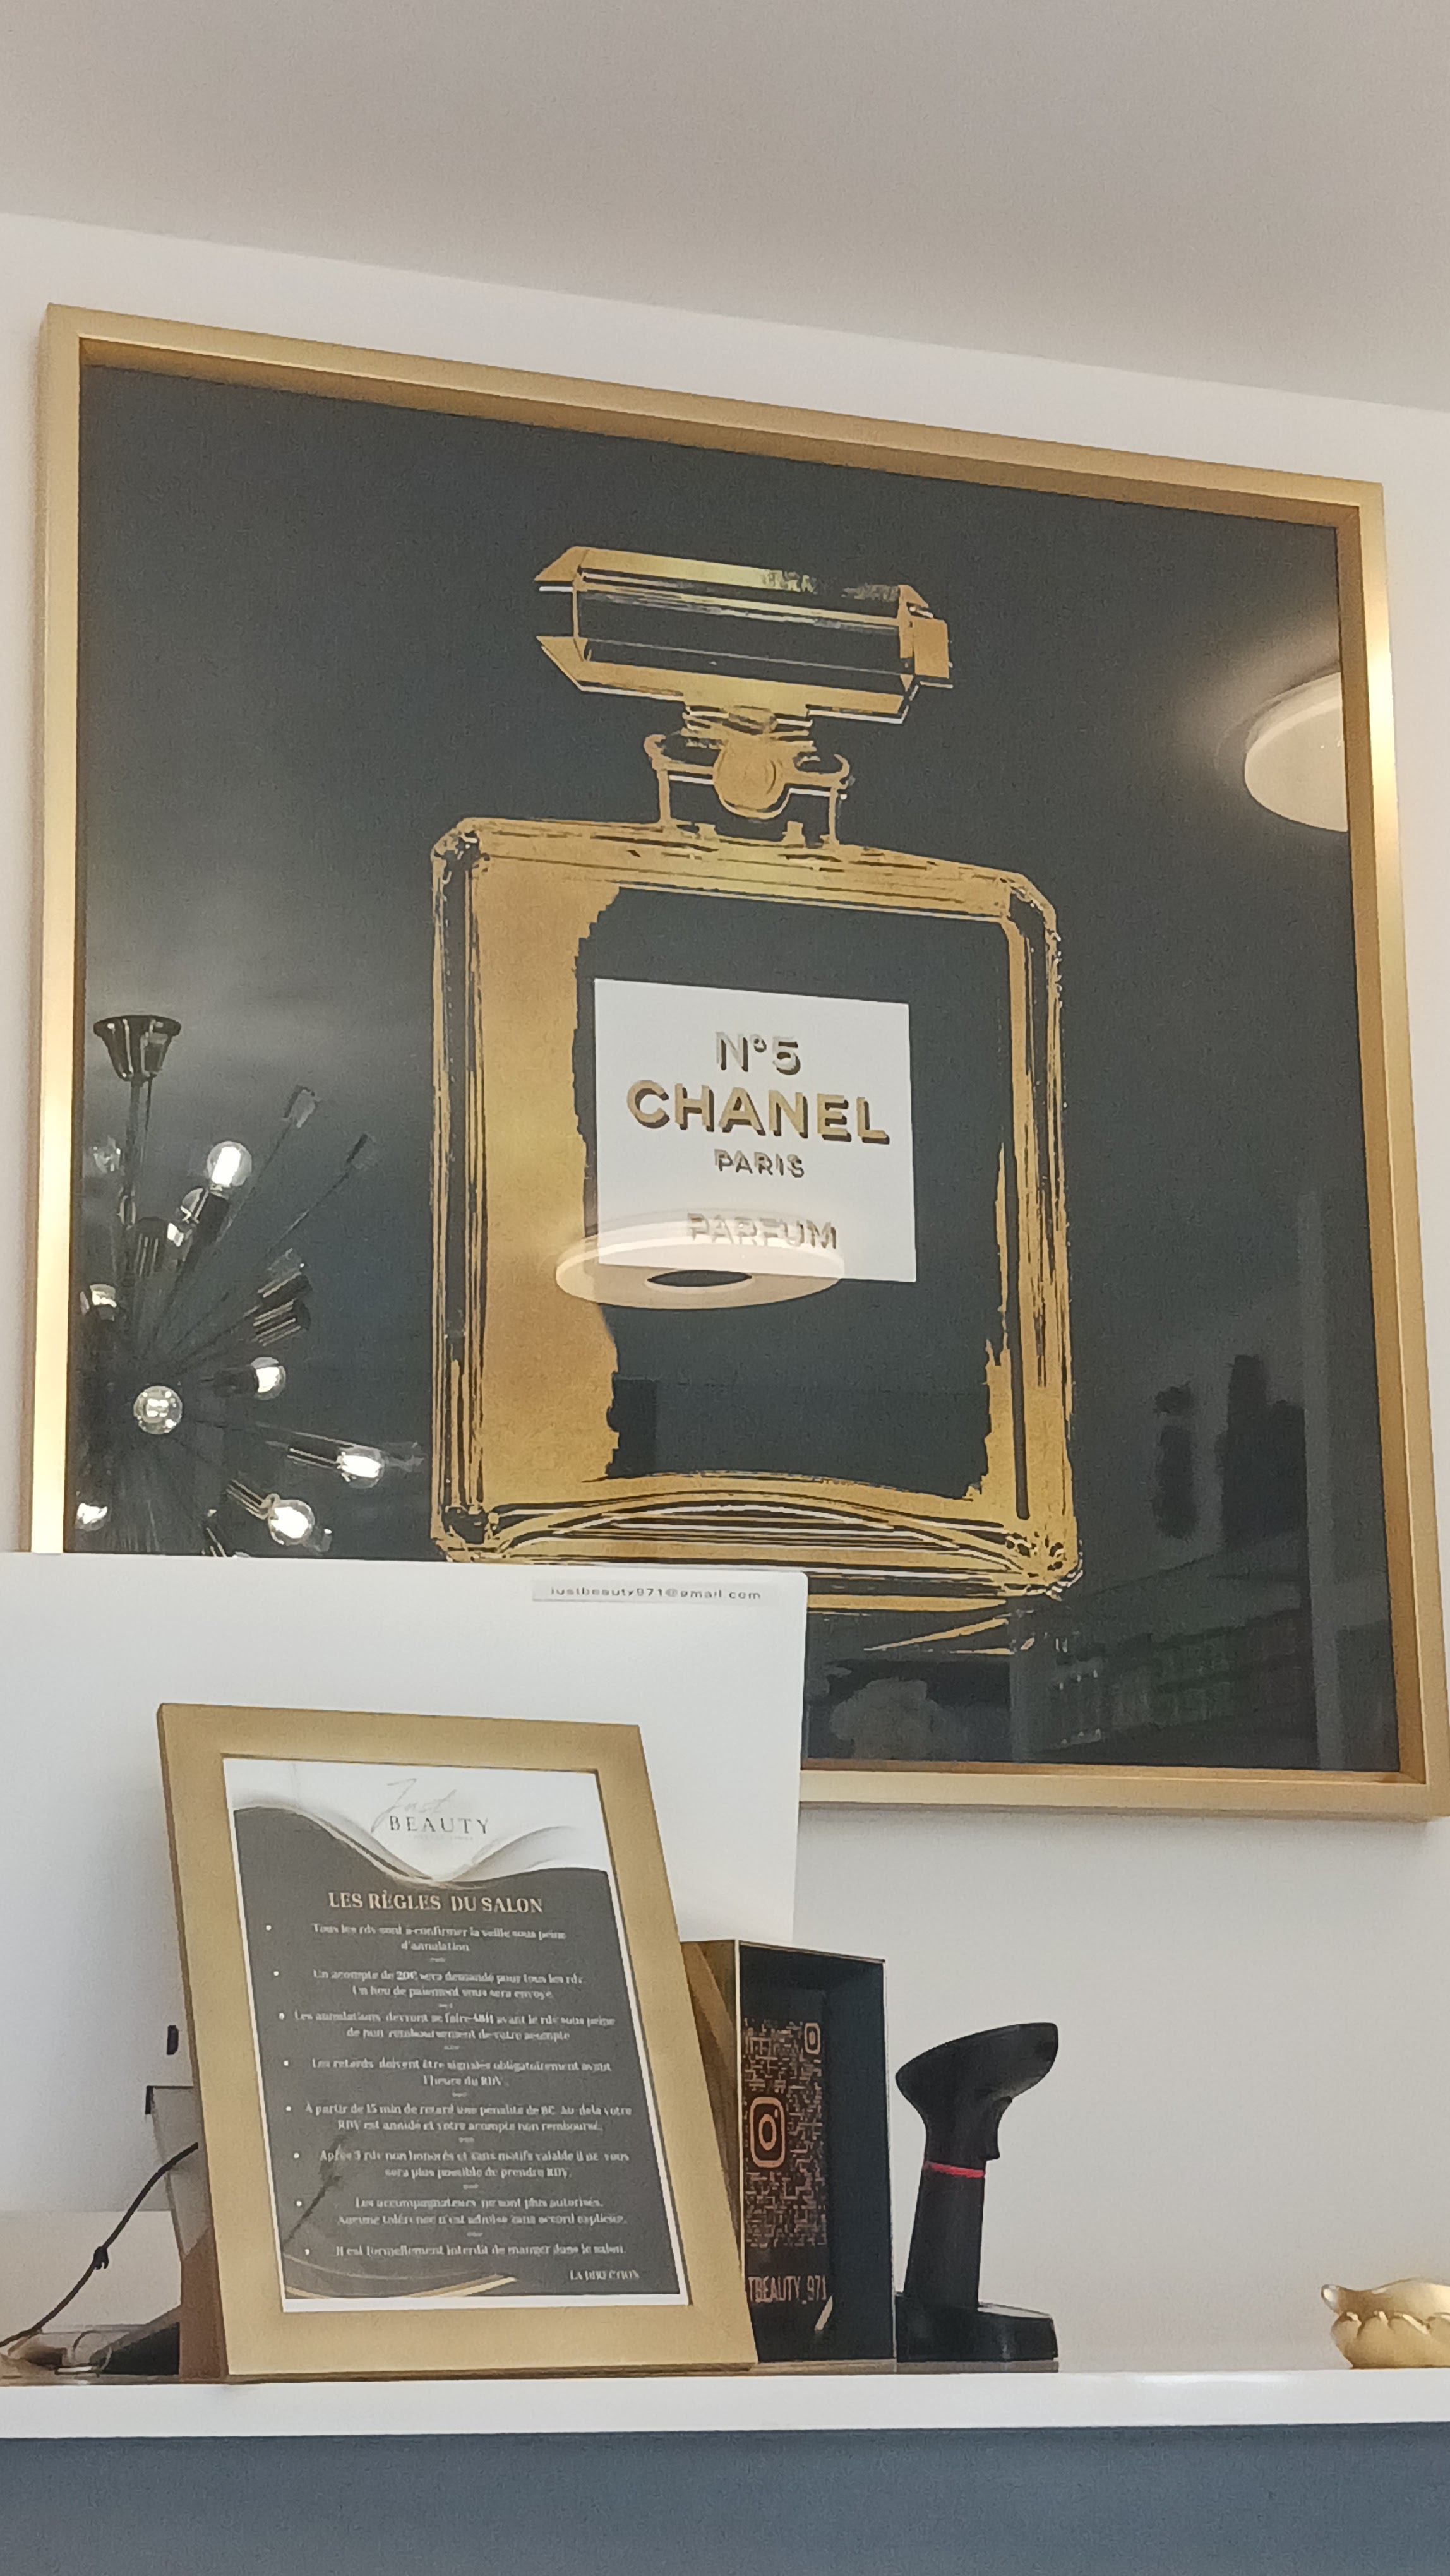 N°5
CHANEL
PARIS
PARFUM
justbeauty971@gmail.com
Just
BEAUTY
LES RÈGLES DU SALON
Tous les rdv sont à confirmer la veille sous peine
d'annulation
Un acompte de 20€ sera demandé pour tous les rdv.
Un lien de paiement vous sera envoyé.
Les annulations devront se faire 48H avant le rdv sous peine
de non remboursement de votre acompte
Les retards doivent être signalés obligatoirement avant
l'heure du RDV.
À partir de 15 min de retard une pénalité de 8€. Au-delà votre
RDV est annulé et votre acompte non remboursé.
Après 3 rdv non honorés et sans motifs valable il ne vous
sera plus possible de prendre RDV.
Les accompagnateurs ne sont plus autorisés.
Aucune tolérance n'est admise sans accord explicite.
Il est formellement interdit de manger dans le salon.
LA DIRECTION
TBEAUTY_971